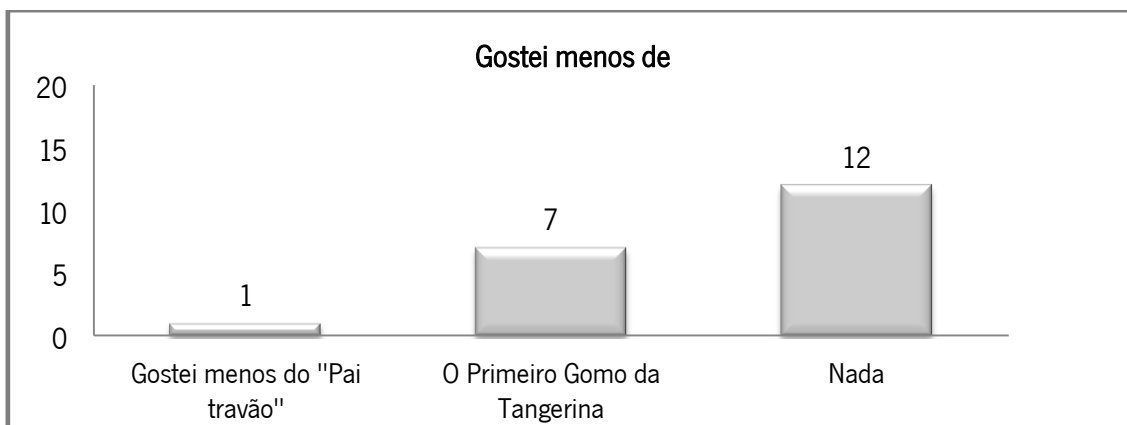 Gostei menos de
20
15
10
5
0
1
7
12
Gostei menos do "Pai
travão"
O Primeiro Gomo da
Tangerina
Nada